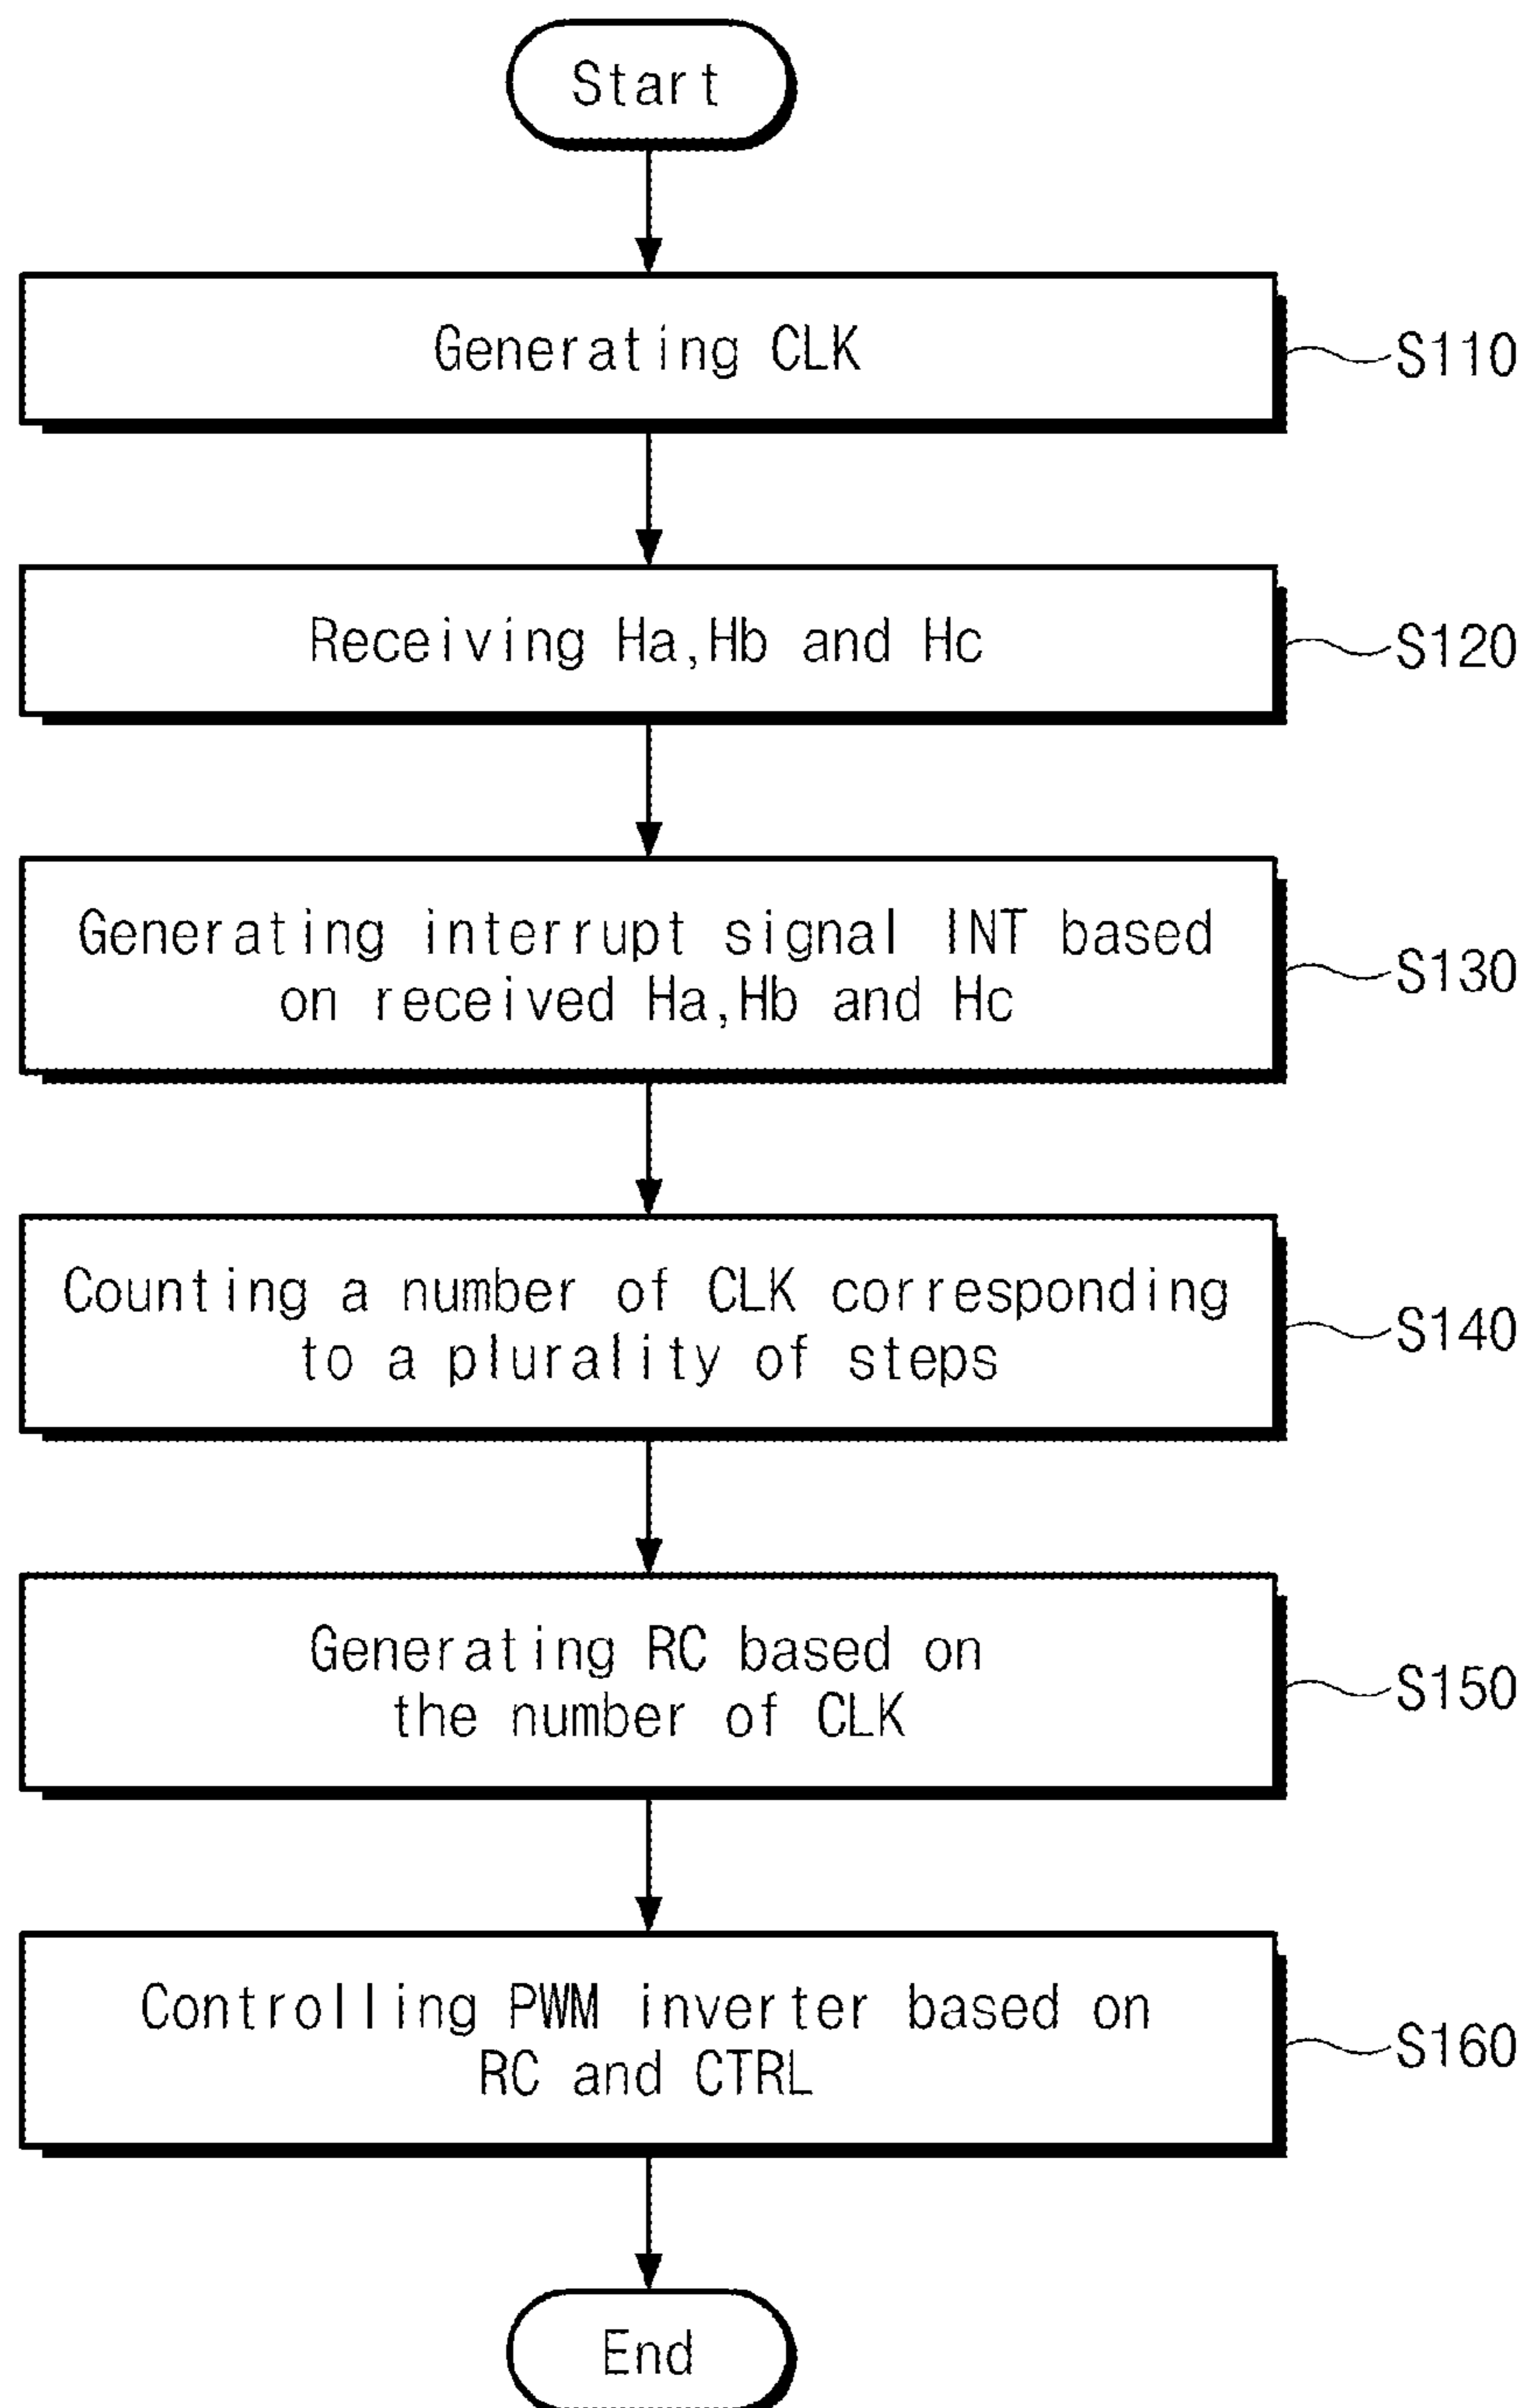 Start
Generating CLK
S110
Receiving Ha,Hb and Hc
S120
Generating interrupt signal INT based
on received Ha,Hb and Hc
S130
Counting a number of CLK corresponding
to a plurality of steps
S140
Generating RC based on
the number of CLK
S150
Controlling PWM inverter based on
RC and CTRL
S160
End